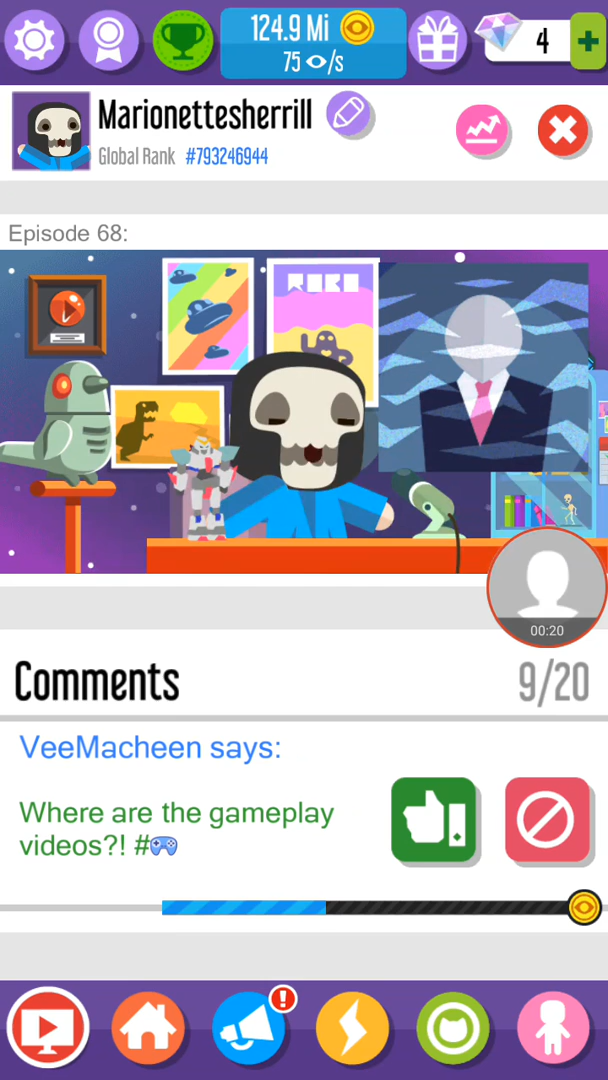 124.9 Mi
75 /s
4
Marionettesherrill
Global Rank #793246944
Episode 68:
00:20
Comments 9/20
VeeMacheen says:
Where are the gameplay
videos?! #🎮